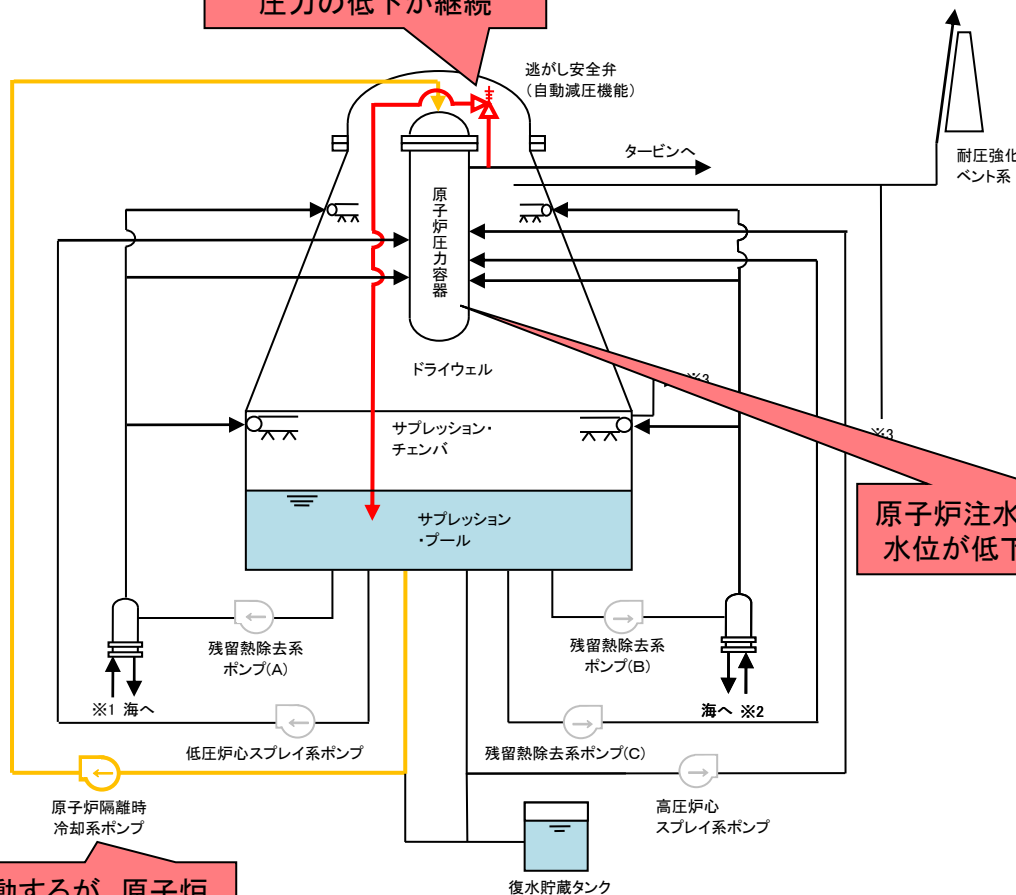 圧力の低下が継続
逃がし安全弁
（自動減圧機能）
タービンへ
耐圧強化
ベント系
原子炉圧力容器
ドライウェル
※3
サプレッション・
チェンバ
※3
サプレッション
・プール
原子炉注水
水位が低下
残留熱除去系
ポンプ(A)
残留熱除去系
ポンプ(B)
※1 海へ
海へ ※2
低圧炉心スプレイ系ポンプ
残留熱除去系ポンプ(C)
原子炉隔離時
冷却系ポンプ
高圧炉心
スプレイ系ポンプ
動するが、原子炉
復水貯蔵タンク